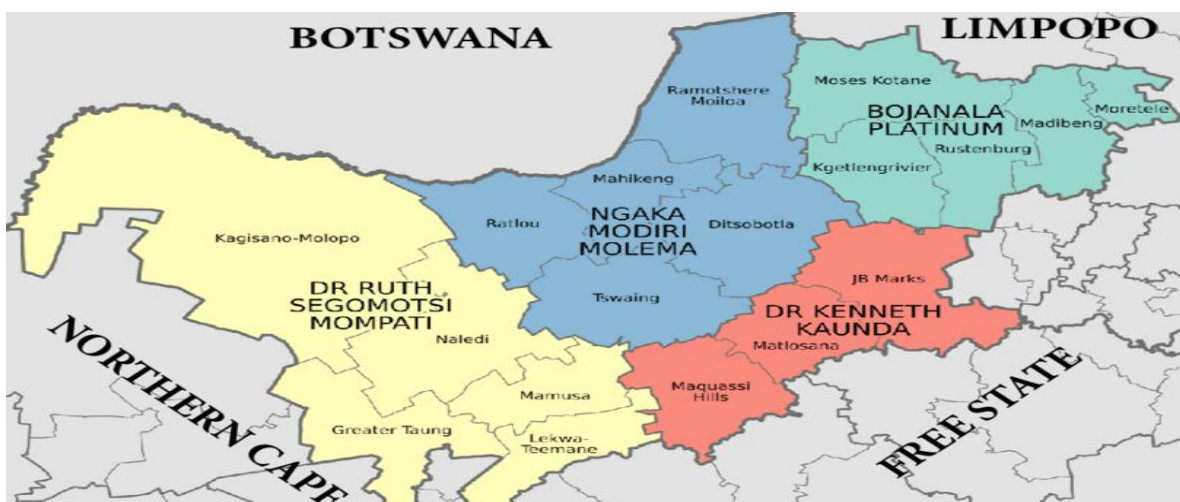 BOTSWANA
LIMPOPO
Ramotshere
Moiloa
Moses Kotane
BOJANALA
PLATINUM
Moretele
Madibeng
Rustenburg
Kgetlengrivier
Mahikeng
Ratlou
NGAKA
MODIRI
MOLEMA
Ditsobotla
Tswaing
Kagisano-Molopo
DR RUTH
SEGOMOTSI
MOMPATI
Naledi
Mamusa
Greater Taung
Lekwa-
Teemane
JB Marks
DR KENNETH
KAUNDA
Matlosana
Maquassi
Hills
NORTHERN CAPE
FREE STATE